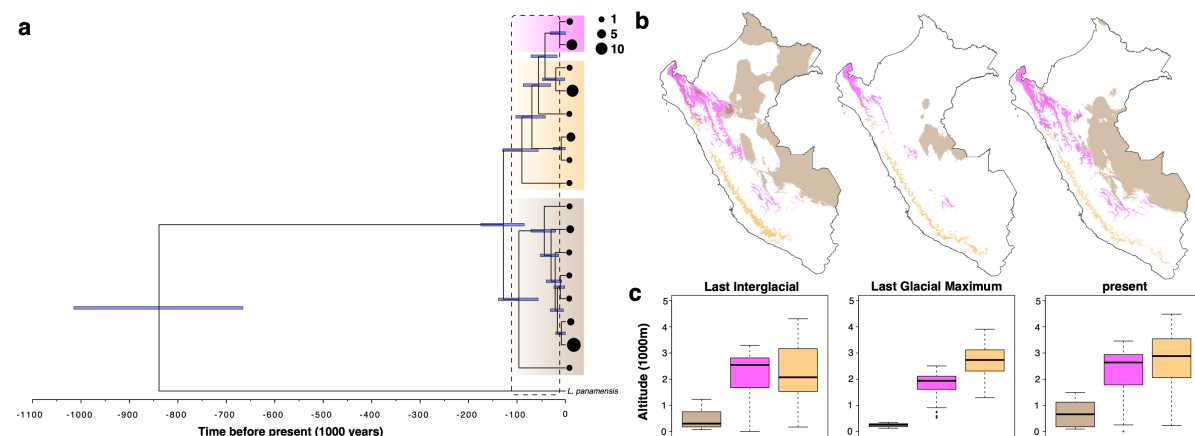 a
1
5
10
L. panamensis
-1100 -1000 -900 -800 -700 -600 -500 -400 -300 -200 -100 0
Time before present (1000 years)
b
c
Last Interglacial Last Glacial Maximum present
Altitude (1000m)
5 5 5
4 4 4
3 3 3
2 2 2
1 1 1
0 0 0